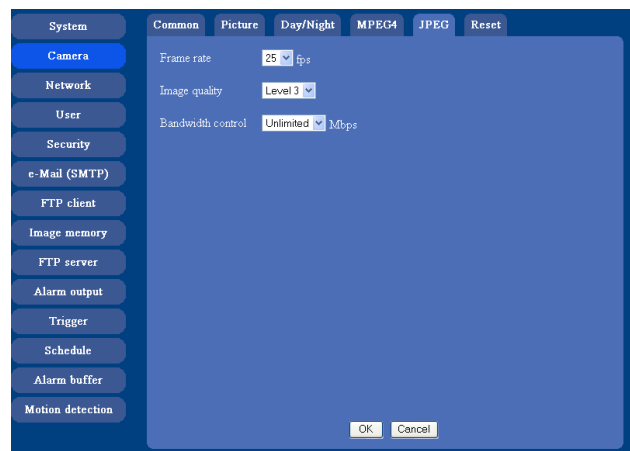 System
Camera
Network
User
Security
e-Mail (SMTP)
FTP client
Image memory
FTP server
Alarm output
Trigger
Schedule
Alarm buffer
Motion detection
Common Picture Day/Night MPEG4 JPEG Reset
Frame rate 25 fps
Image quality Level 3
Bandwidth control Unlimited Mbps
OK Cancel